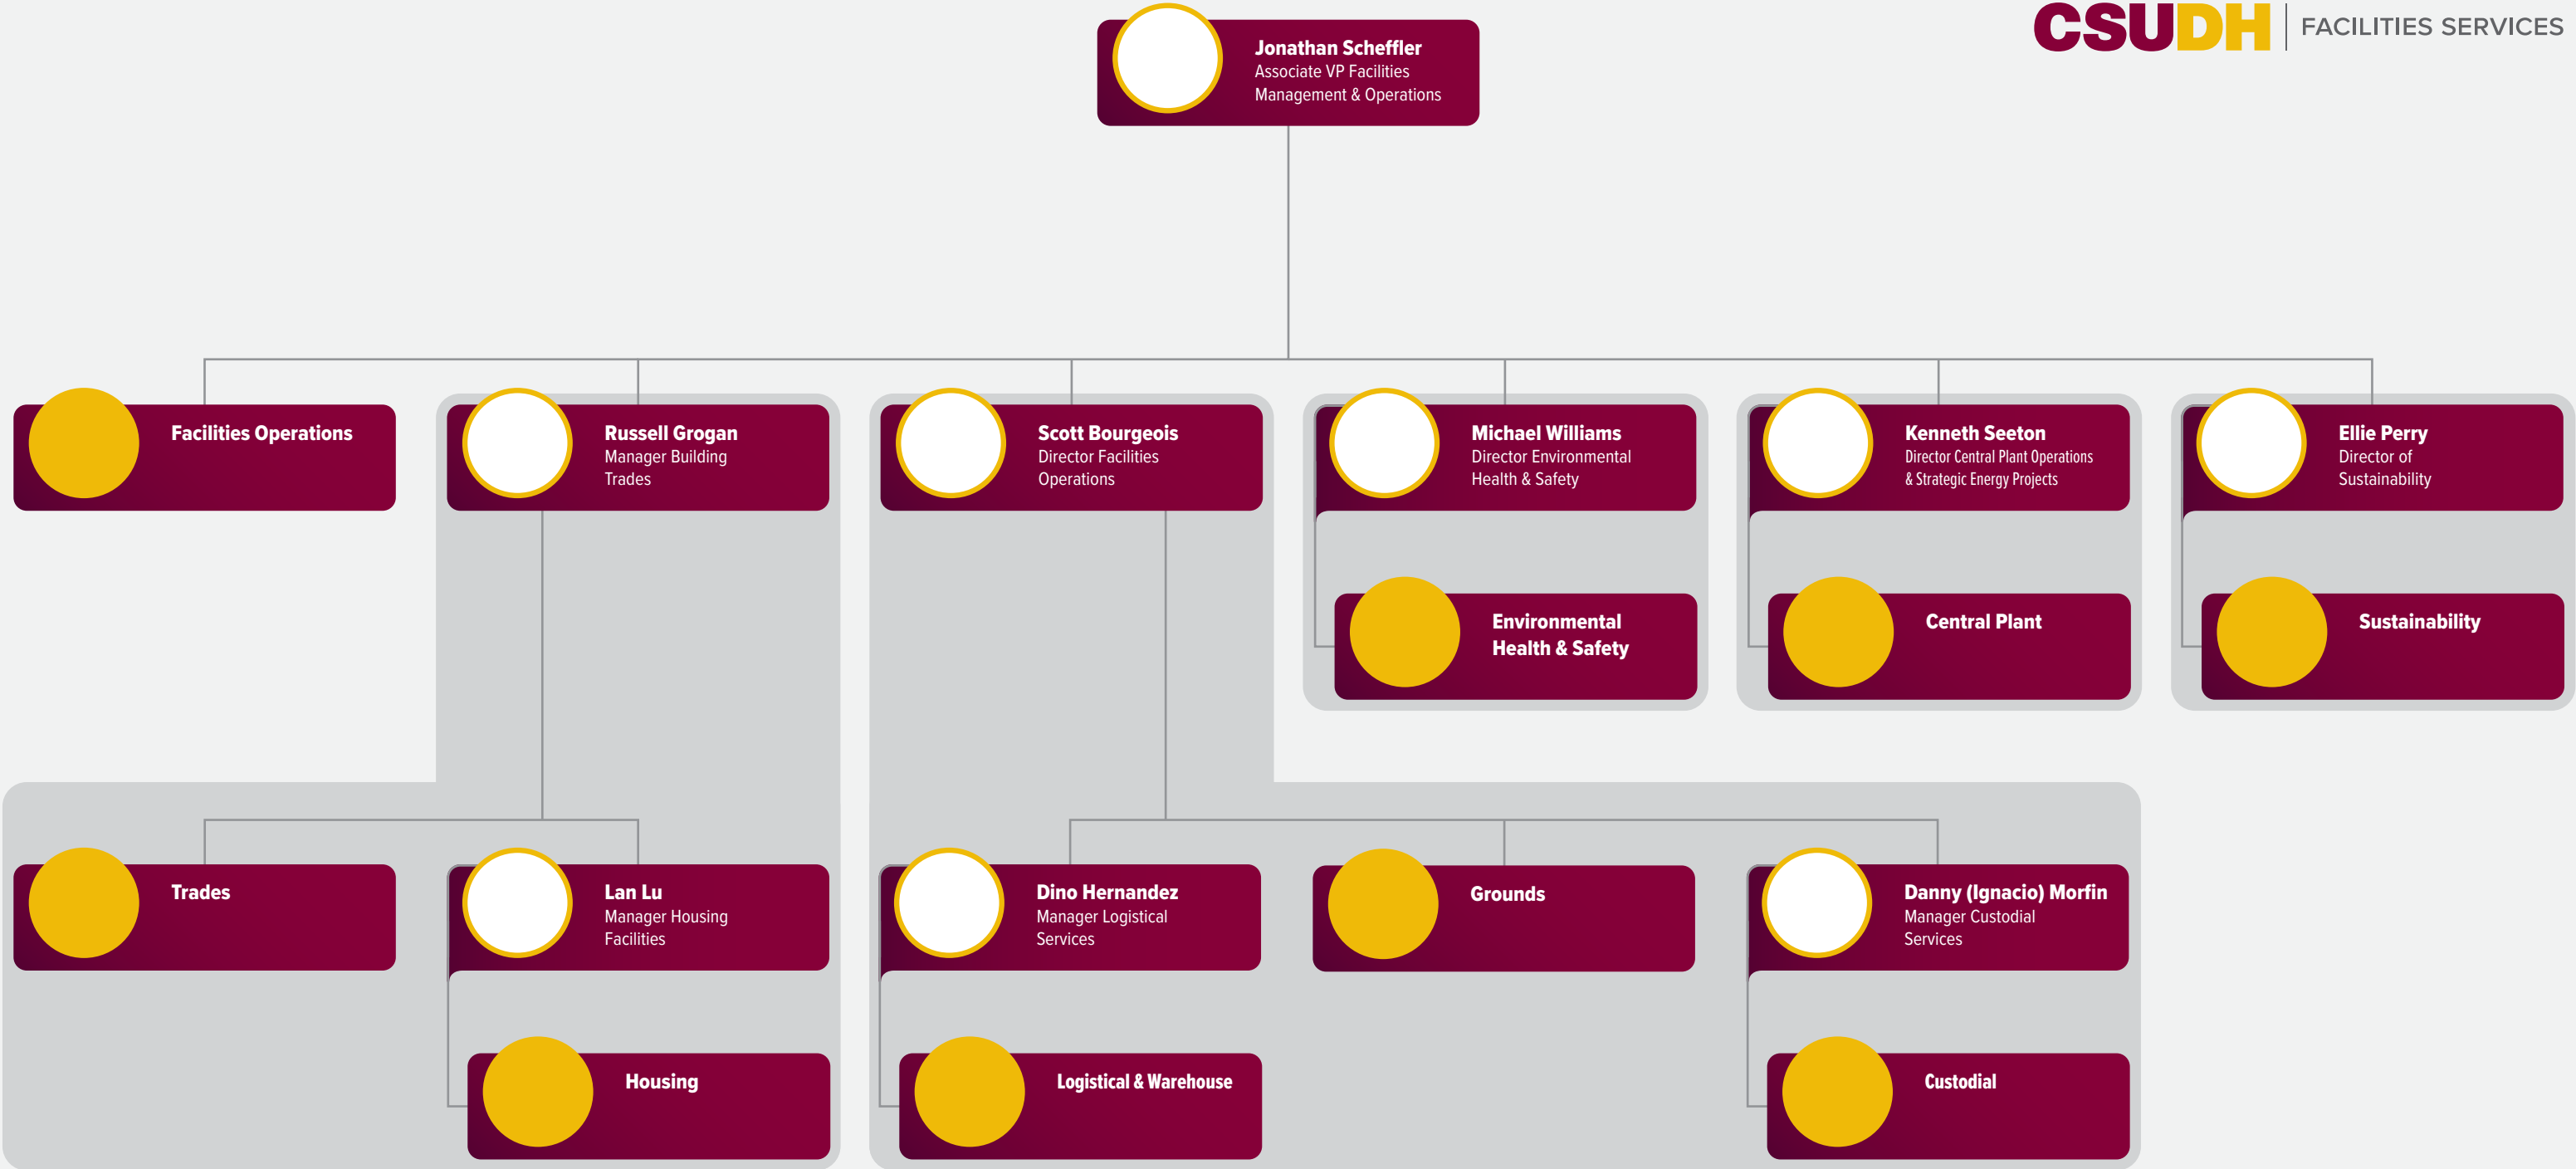 CSUDH FACILITIES SERVICES
Jonathan Scheffler
Associate VP Facilities
Management & Operations
Facilities Operations
Russell Grogan
Manager Building
Trades
Scott Bourgeois
Director Facilities
Operations
Michael Williams
Director Environmental
Health & Safety
Kenneth Seeton
Director Central Plant Operations
& Strategic Energy Projects
Ellie Perry
Director of
Sustainability
Environmental
Health & Safety
Central Plant
Sustainability
Trades
Lan Lu
Manager Housing
Facilities
Dino Hernandez
Manager Logistical
Services
Grounds
Danny (Ignacio) Morfin
Manager Custodial
Services
Housing
Logistical & Warehouse
Custodial